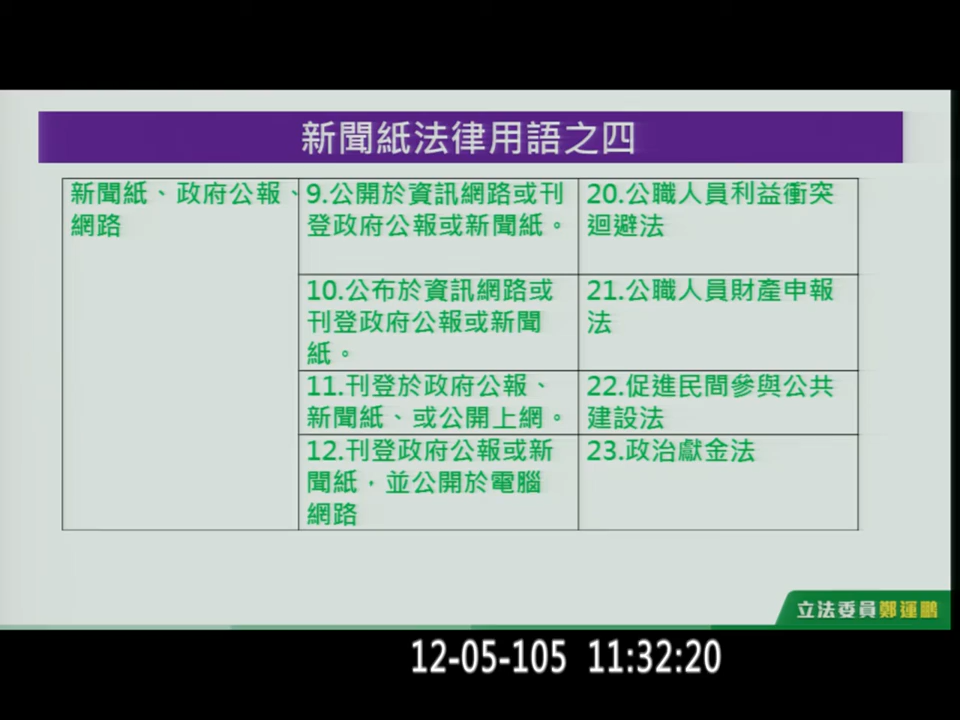 新聞紙法律用語之四
新聞紙、政府公報、
網路
9.公開於資訊網路或刊
登政府公報或新聞紙。
20.公職人員利益衝突
迴避法
10.公布於資訊網路或
刊登政府公報或新聞
紙。
21.公職人員財產申報
法
11.刊登於政府公報、
新聞紙、或公開上網。
22.促進民間參與公共
建設法
12.刊登政府公報或新
聞紙，並公開於電腦
網路
23.政治獻金法
立法委員鄭運鵬
12-05-105 11:32:20